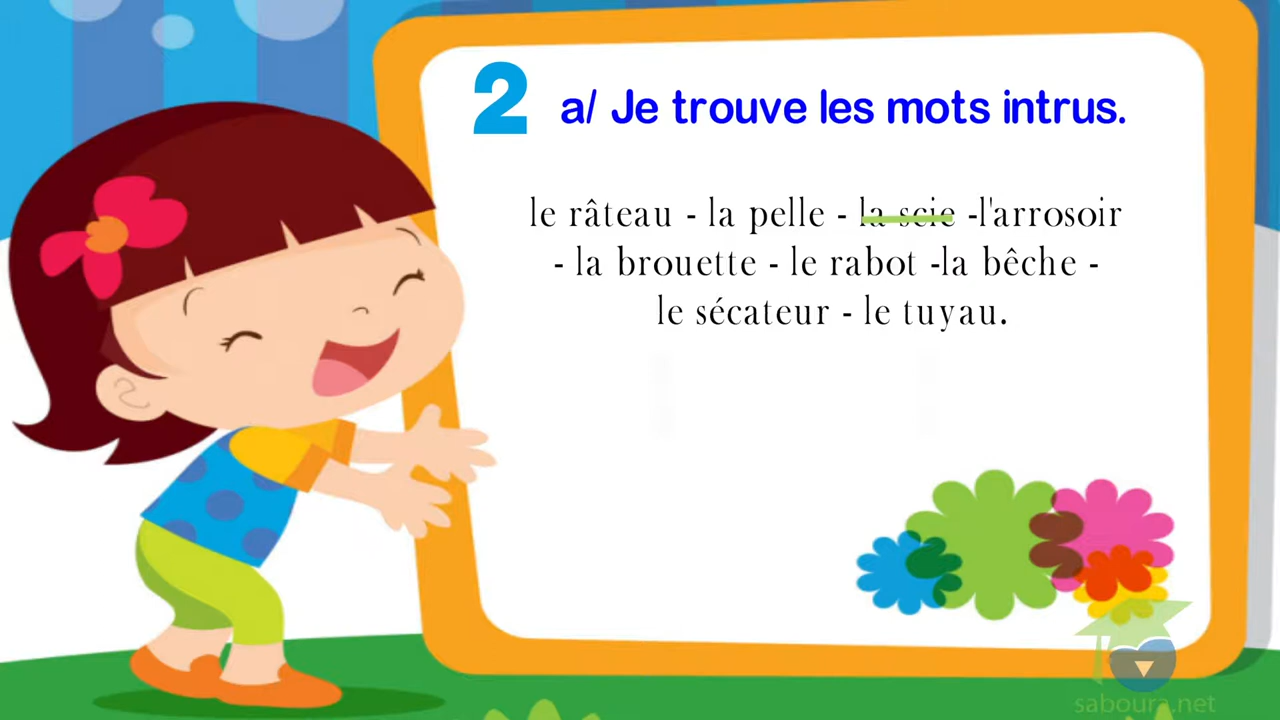 2 a/ Je trouve les mots intrus.
le râteau - la pelle - la scie -l'arrosoir
- la brouette - le rabot -la bêche -
le sécateur - le tuyau.
saboura.net